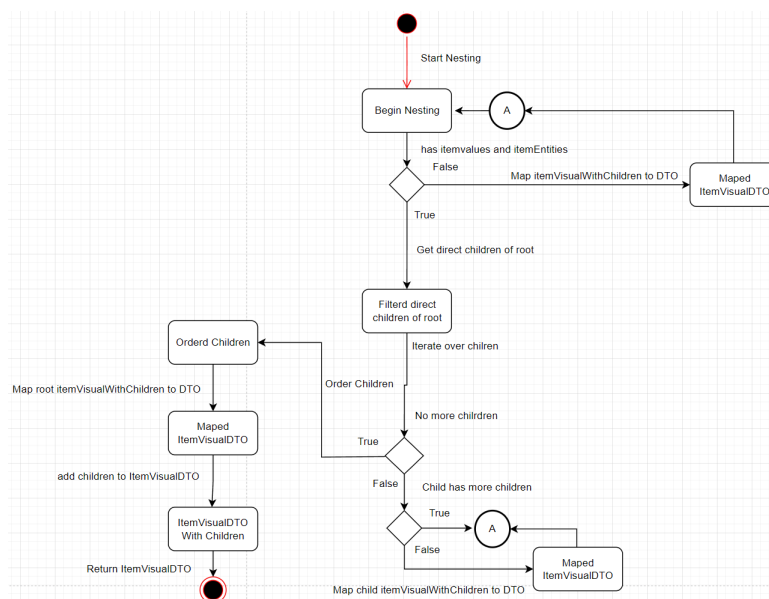 Start Nesting
Begin Nesting
A
has itemvalues and itemEntities
False
Map itemVisualWithChildren to DTO
Maped
ItemVisualDTO
True
Get direct children of root
Filterd direct
children of root
Iterate over chilren
Orderd Children
Order Children
Map root itemVisualWithChildren to DTO
No more chilrdren
Maped
ItemVisualDTO
True
add children to ItemVisualDTO
False
Child has more children
ItemVisualDTO
With Children
True
A
False
Maped
ItemVisualDTO
Return ItemVisualDTO
Map child itemVisualWithChildren to DTO